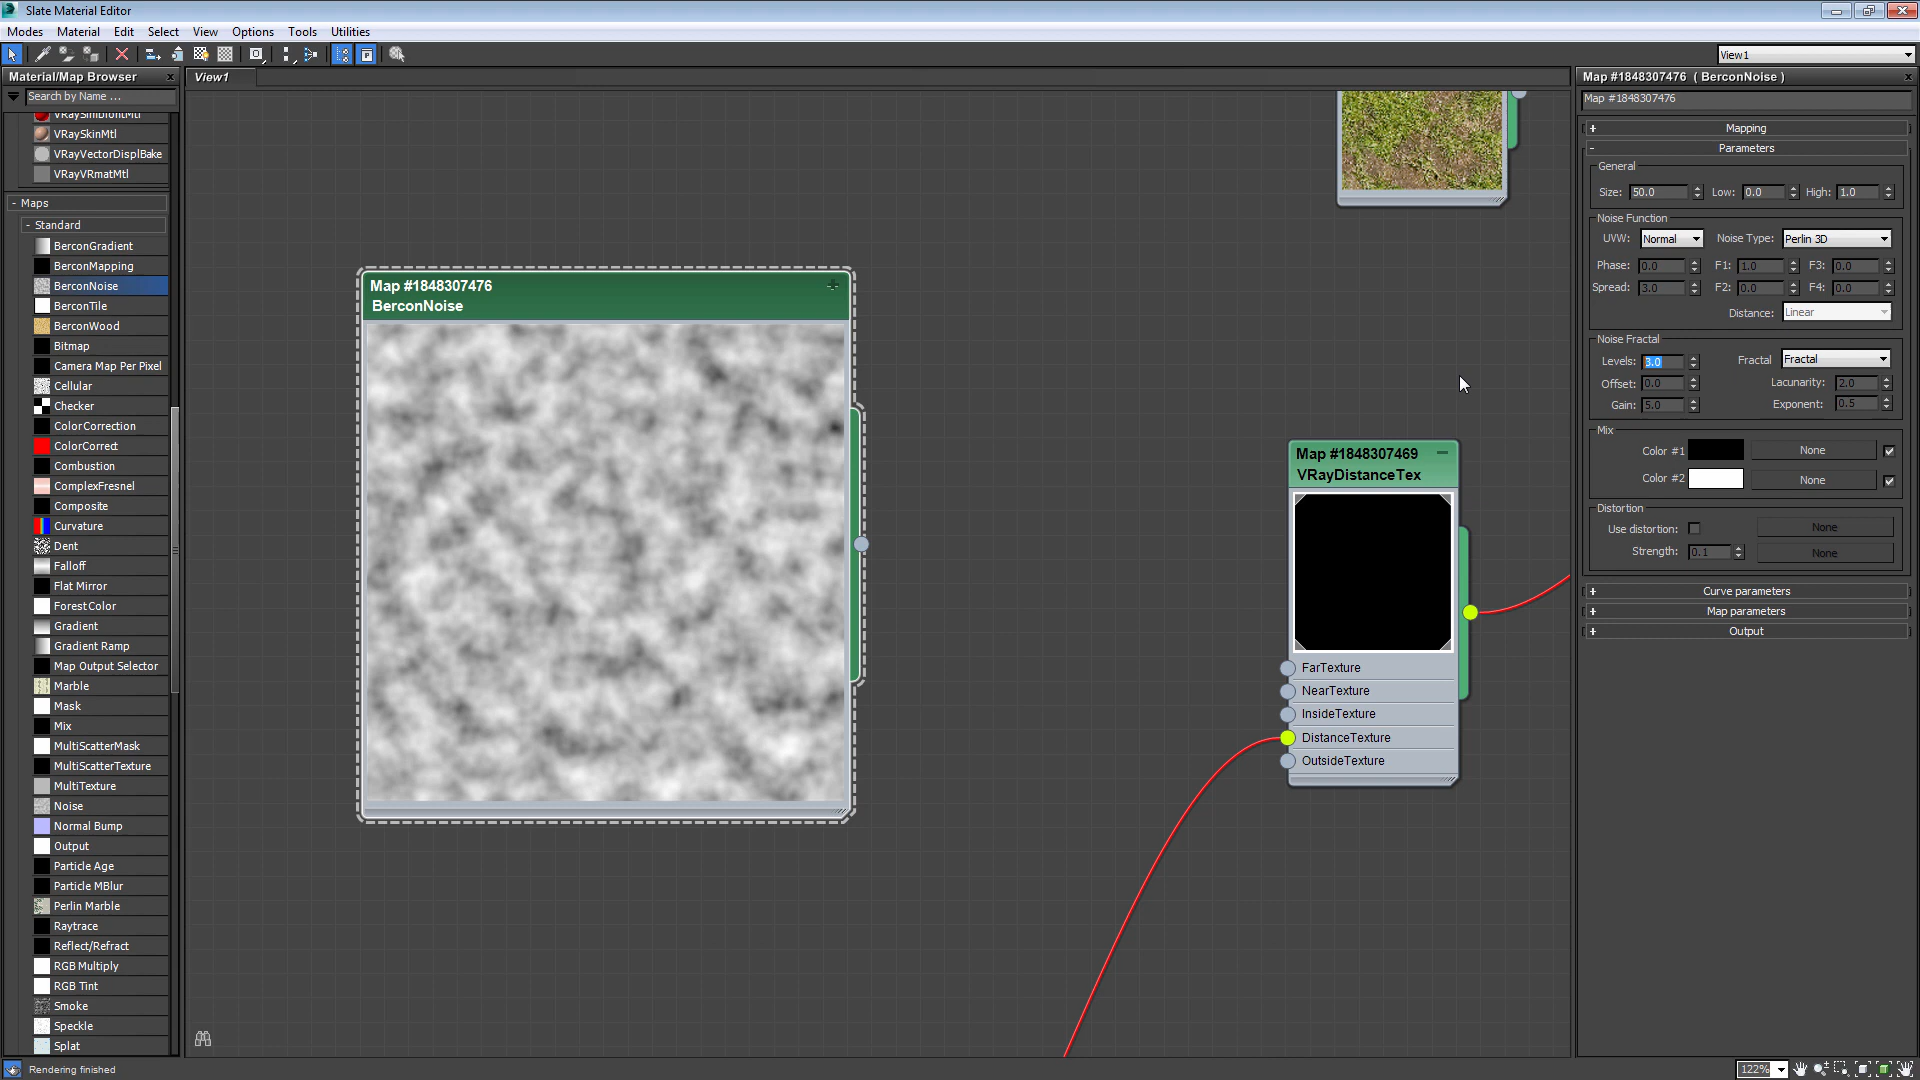 Slate Material Editor
Modes Material Edit Select View Options Tools Utilities
View1
Material/Map Browser
Search by Name ...
VRaySimbiontMtl
VRaySkinMtl
VRayVectorDisplBake
VRayVRmatMtl
- Maps
- Standard
BerconGradient
BerconMapping
BerconNoise
BerconTile
BerconWood
Bitmap
Camera Map Per Pixel
Cellular
Checker
ColorCorrection
ColorCorrect
Combustion
ComplexFresnel
Composite
Curvature
Dent
Falloff
Flat Mirror
ForestColor
Gradient
Gradient Ramp
Map Output Selector
Marble
Mask
Mix
MultiScatterMask
MultiScatterTexture
MultiTexture
Noise
Normal Bump
Output
Particle Age
Particle MBlur
Perlin Marble
Raytrace
Reflect/Refract
RGB Multiply
RGB Tint
Smoke
Speckle
Splat
View1
Map #1848307476
BerconNoise
Map #1848307469
VRayDistanceTex
FarTexture
NearTexture
InsideTexture
DistanceTexture
OutsideTexture
Map #1848307476 ( BerconNoise )
Map #1848307476
+ Mapping
- Parameters
General
Size: 50.0 Low: 0.0 High: 1.0
Noise Function
UVW: Normal Noise Type: Perlin 3D
Phase: 0.0 F1: 1.0 F3: 0.0
Spread: 3.0 F2: 0.0 F4: 0.0
Distance: Linear
Noise Fractal
Levels: 3.0 Fractal Fractal
Offset: 0.0 Lacunarity: 2.0
Gain: 5.0 Exponent: 0.5
Mix
Color #1 None
Color #2 None
Distortion
Use distortion: None
Strength: 0.1 None
+ Curve parameters
+ Map parameters
+ Output
Rendering finished
122%